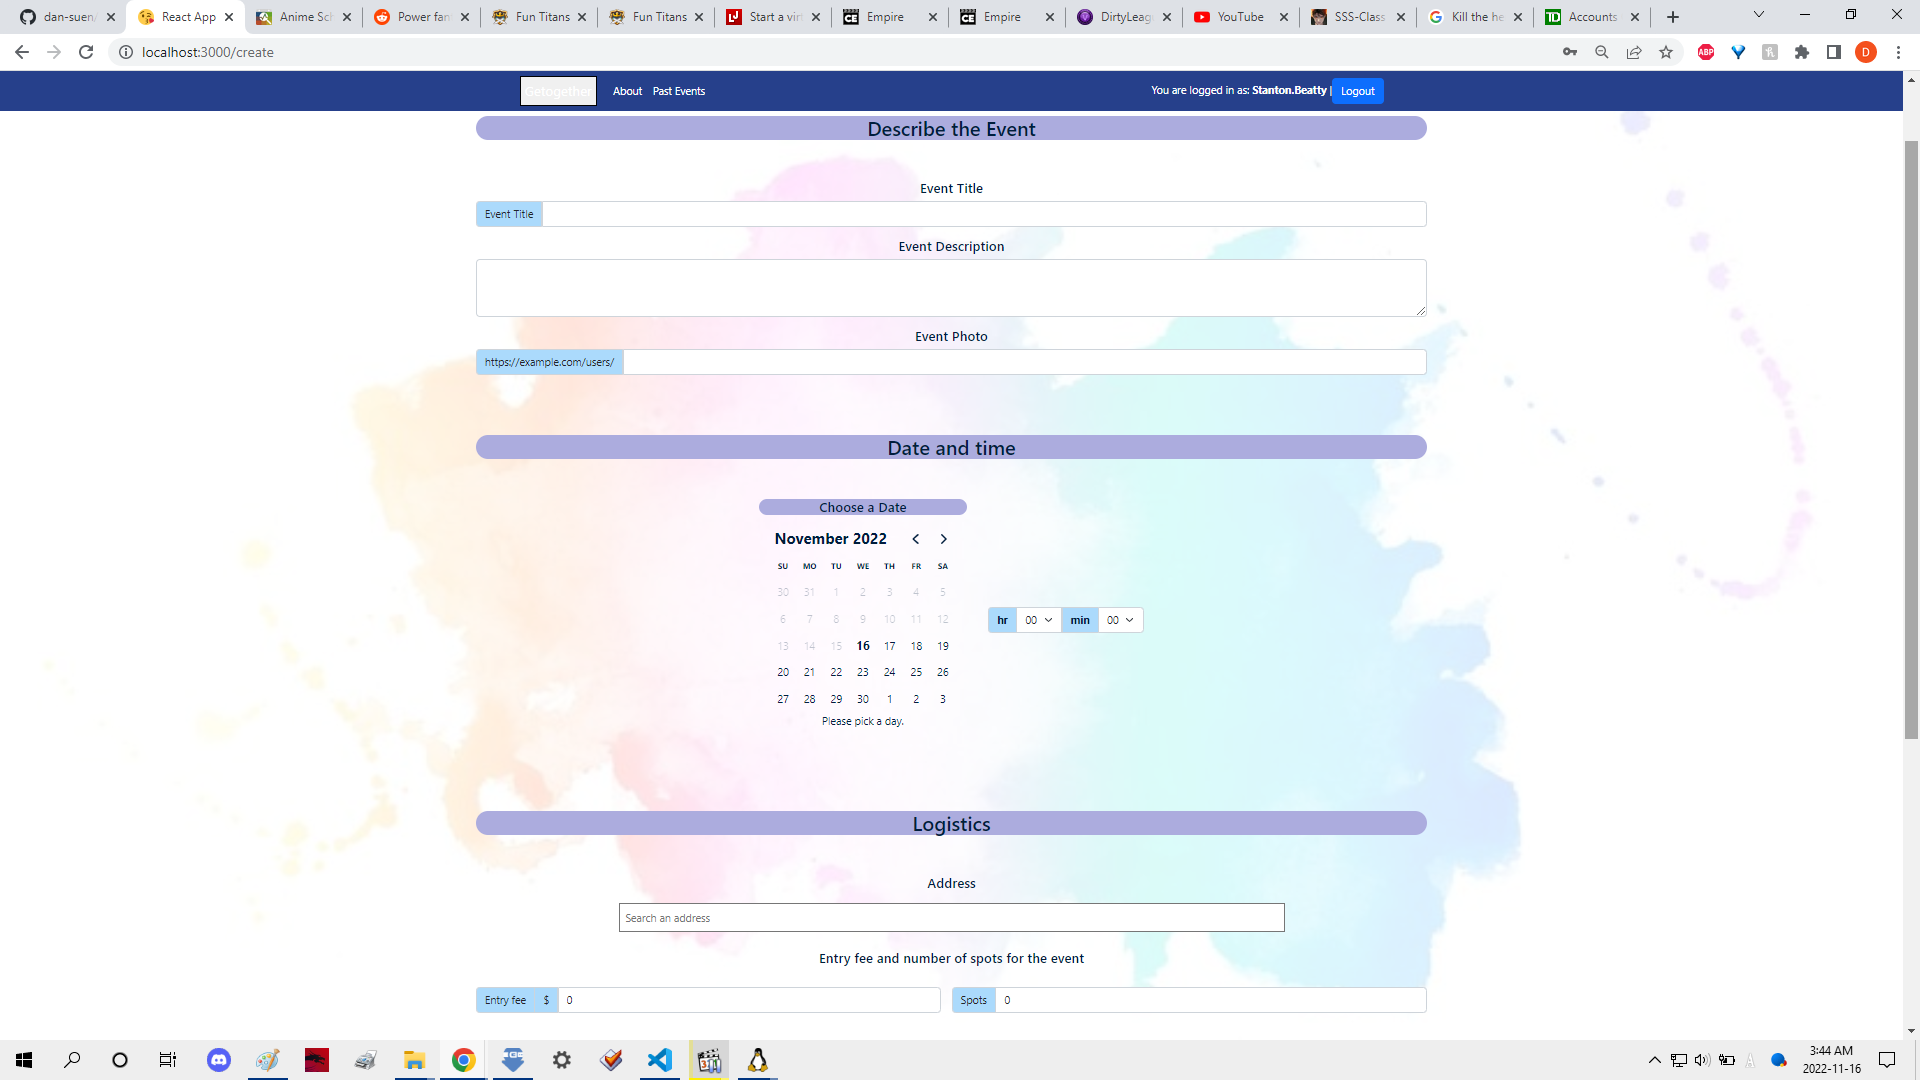 dan-suen/
React App
Anime Sch
Power fan
Fun Titans
Fun Titans
Start a virt
Empire
Empire
DirtyLeag
YouTube
SSS-Class
Kill the he
Accounts
localhost:3000/create
ABP
D
Getogether
About
Past Events
You are logged in as: Stanton.Beatty |
Logout
Describe the Event
Event Title
Event Title
Event Description
Event Photo
https://example.com/users/
Date and time
Choose a Date
November 2022
SU MO TU WE TH FR SA
30 31 1 2 3 4 5
6 7 8 9 10 11 12
13 14 15 16 17 18 19
20 21 22 23 24 25 26
27 28 29 30 1 2 3
Please pick a day.
hr 00 min 00
Logistics
Address
Search an address
Entry fee and number of spots for the event
Entry fee $ 0
Spots 0
3:44 AM
2022-11-16